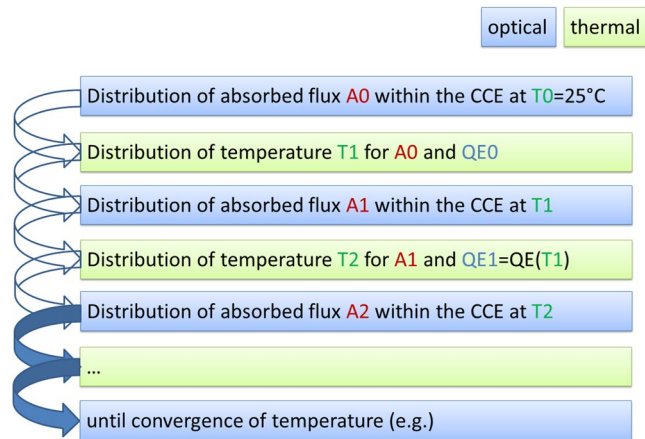 optical
thermal
Distribution of absorbed flux A0 within the CCE at T0=25°C
Distribution of temperature T1 for A0 and QE0
Distribution of absorbed flux A1 within the CCE at T1
Distribution of temperature T2 for A1 and QE1=QE(T1)
Distribution of absorbed flux A2 within the CCE at T2
...
until convergence of temperature (e.g.)